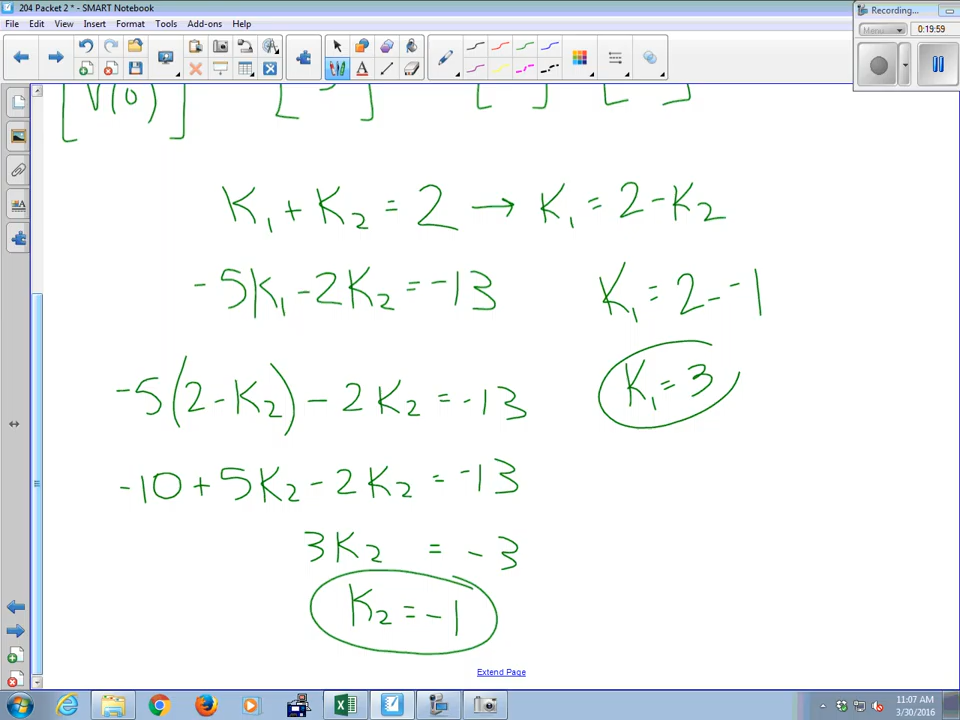 204 Packet 2 * - SMART Notebook
Recording...
File Edit View Insert Format Tools Add-ons Help
Menu
0:19:59
V(0)
K₁ + K₂ = 2 → K₁ = 2 - K₂
-5K₁ - 2K₂ = -13
K₁ = 2 - -1
K₁ = 3
-5(2 - K₂) - 2K₂ = -13
-10 + 5K₂ - 2K₂ = -13
3K₂ = -3
K₂ = -1
Extend Page
11:07 AM
3/30/2016